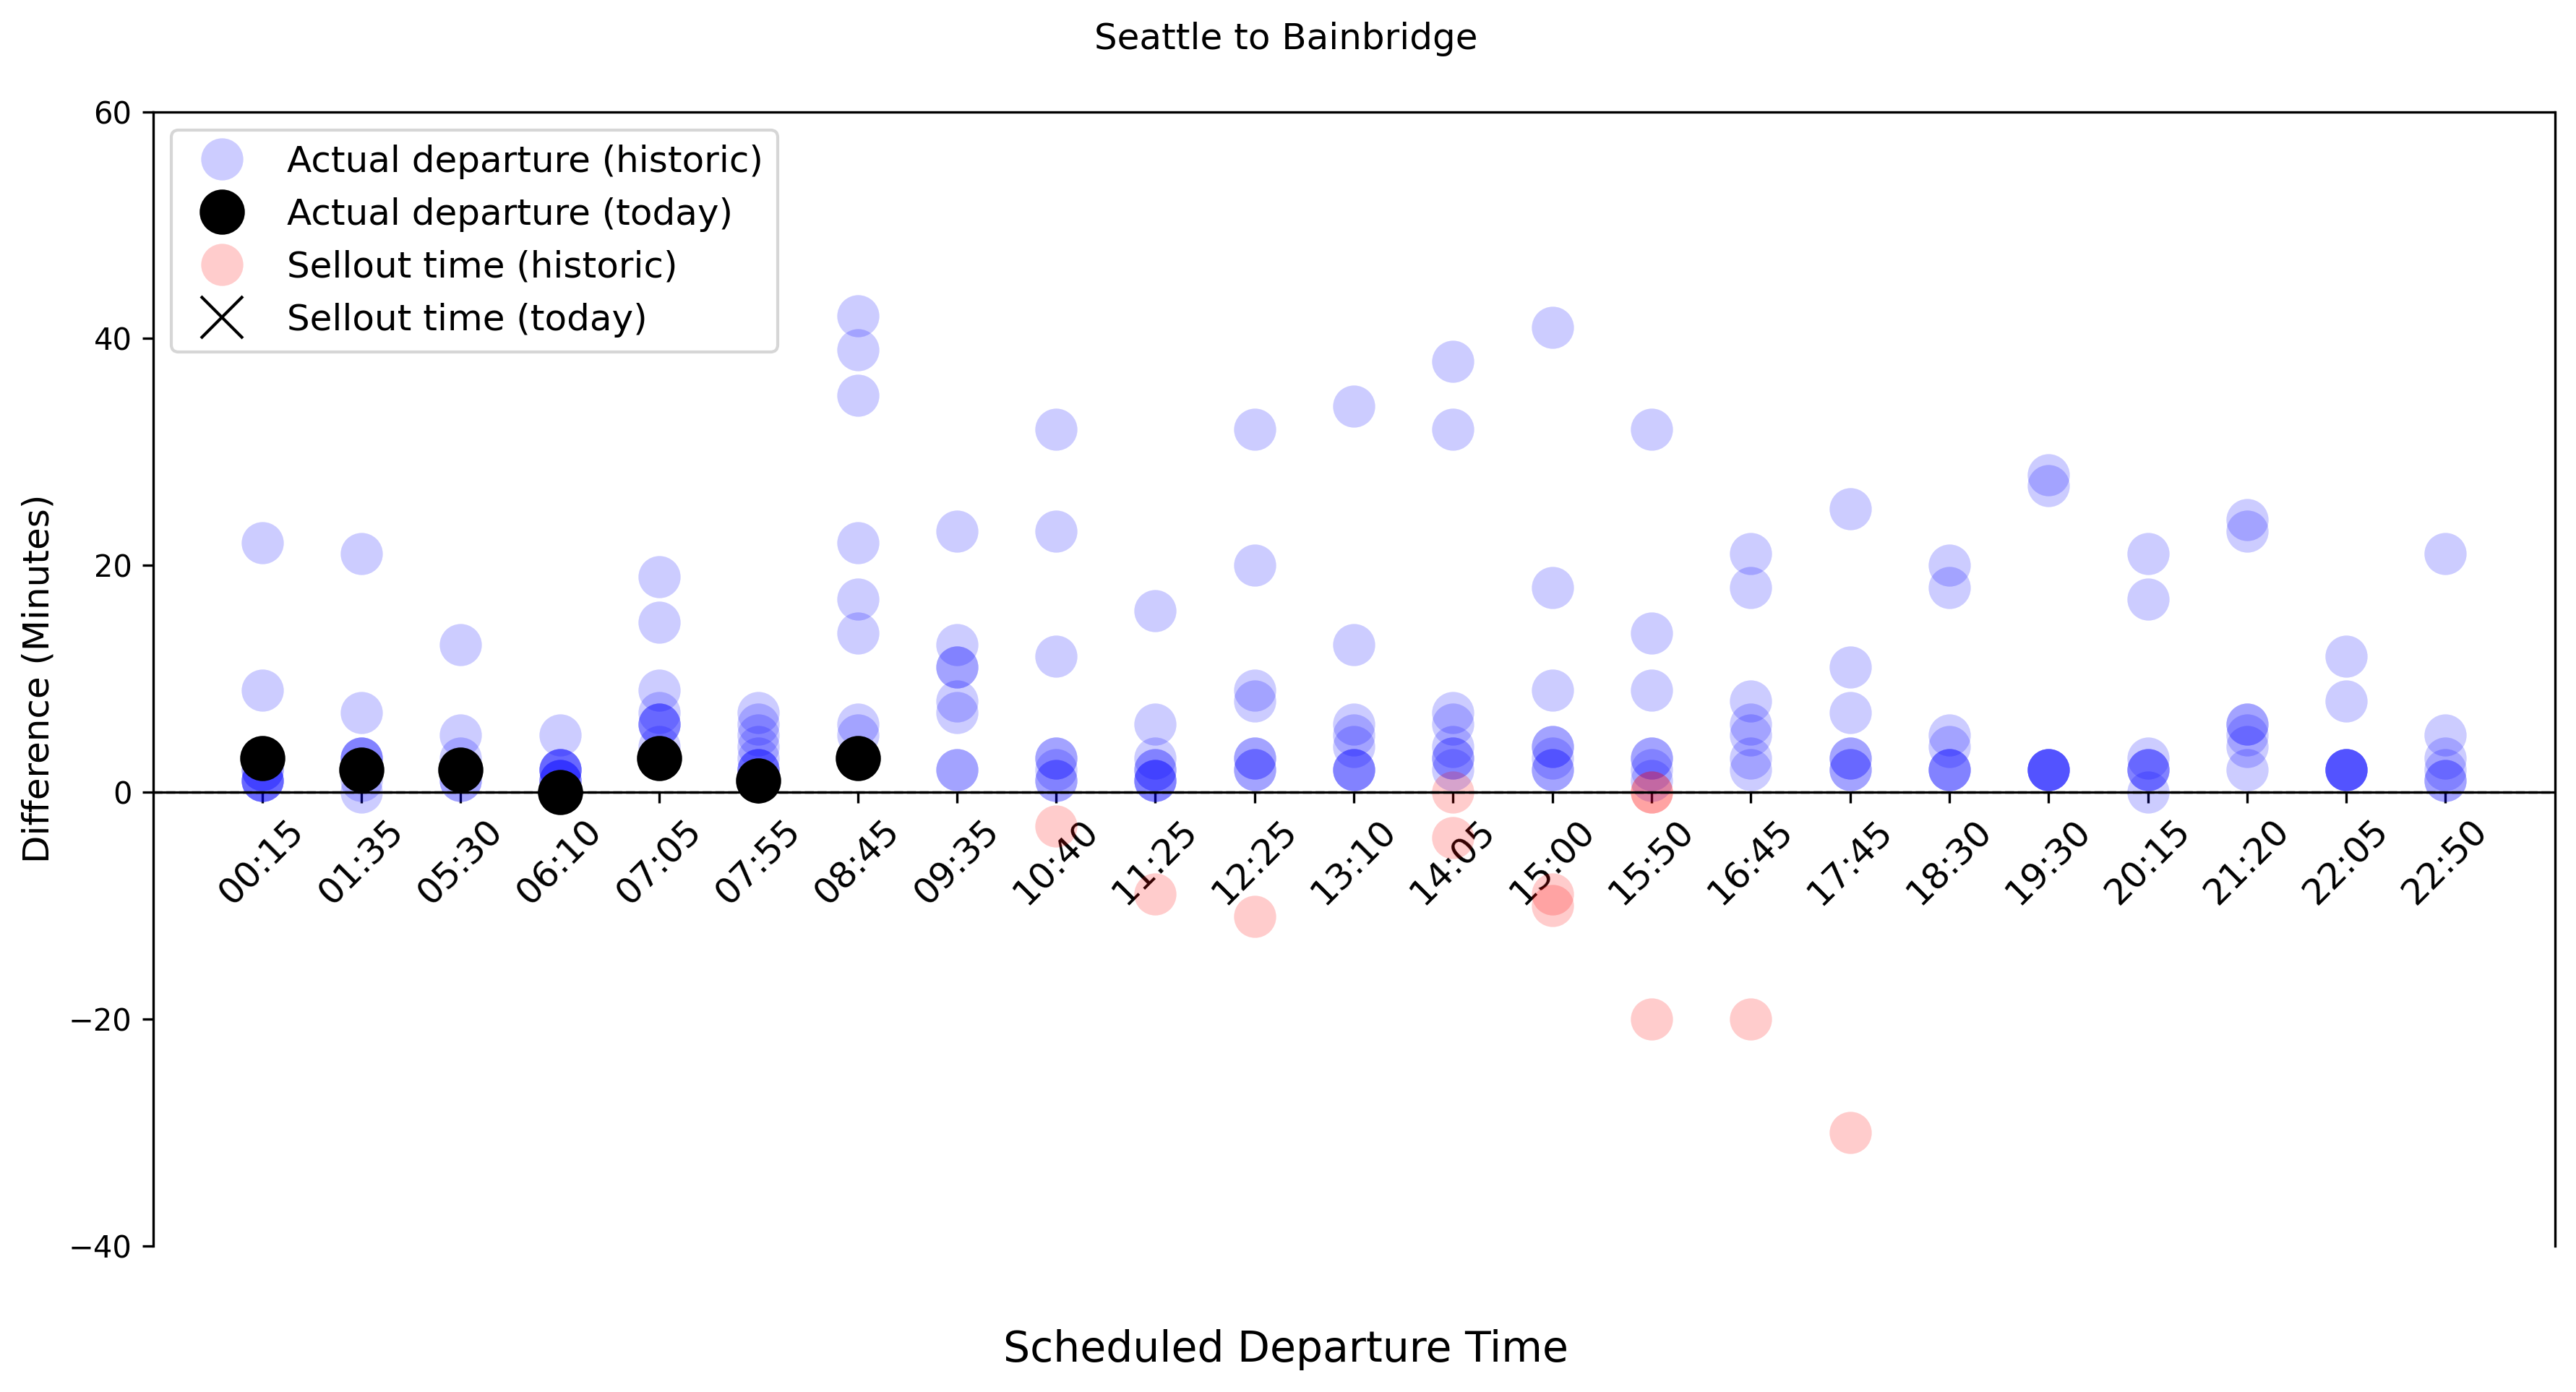 Seattle to Bainbridge
60
Actual departure (historic)
Actual departure (today)
Sellout time (historic)
Sellout time (today)
40
20
0
−20
−40
Difference (Minutes)
00:15 01:35 05:30 06:10 07:05 07:55 08:45 09:35 10:40 11:25 12:25 13:10 14:05 15:00 15:50 16:45 17:45 18:30 19:30 20:15 21:20 22:05 22:50
Scheduled Departure Time